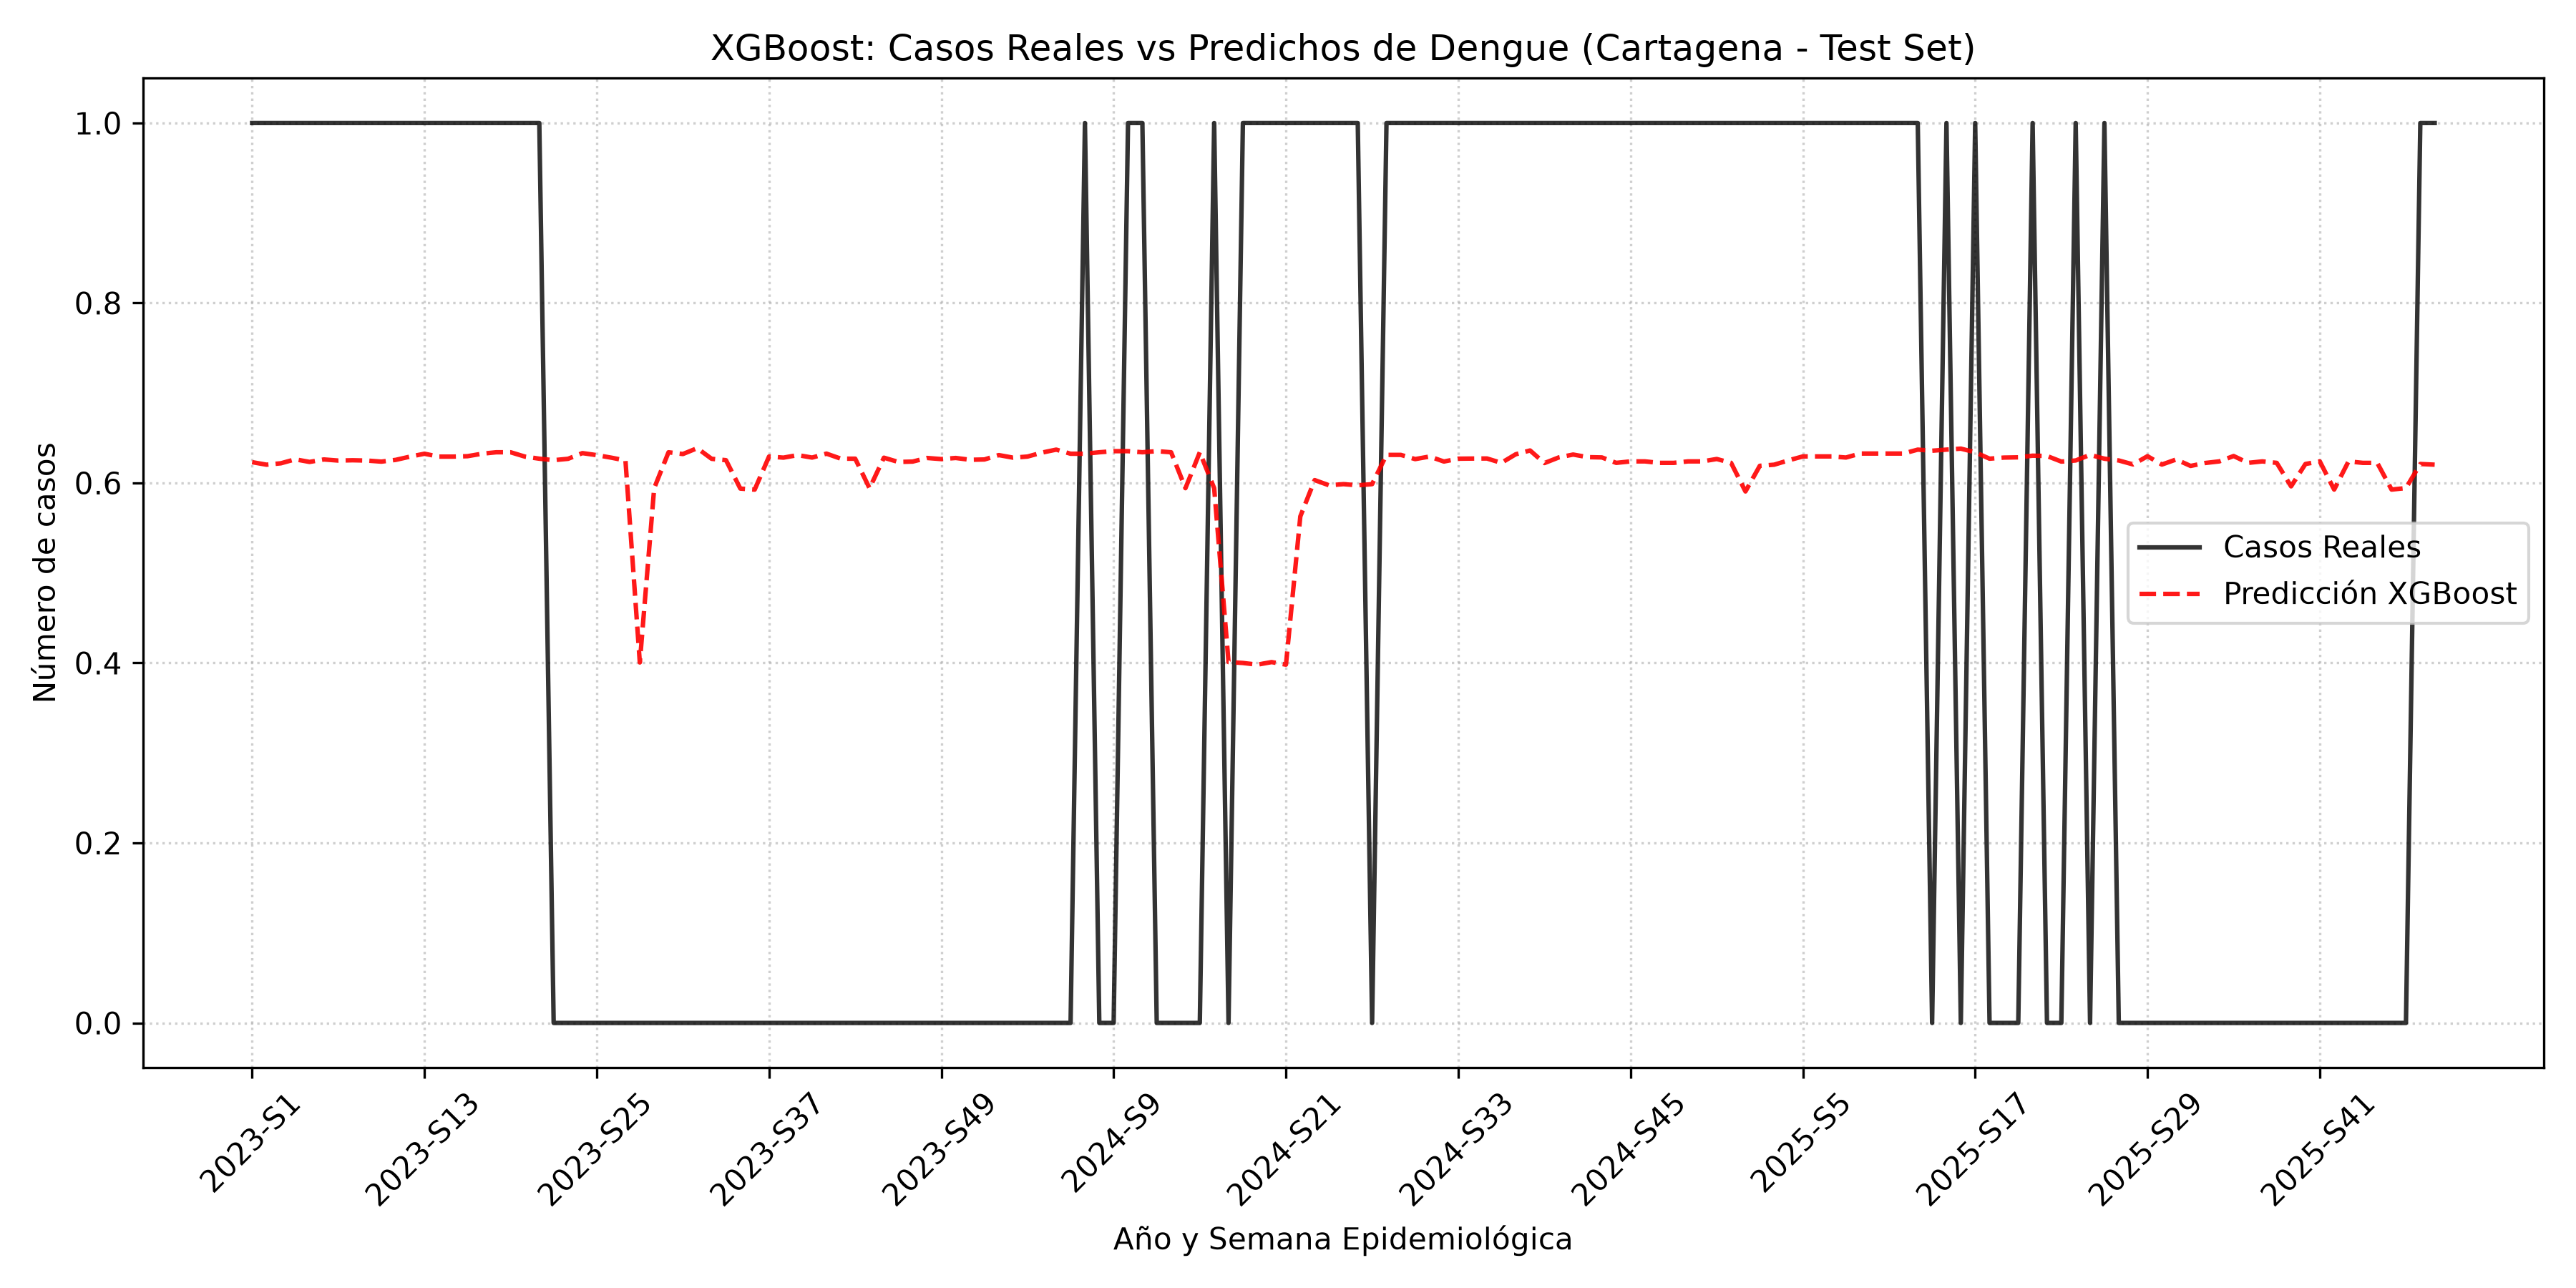 XGBoost: Casos Reales vs Predichos de Dengue (Cartagena - Test Set)
Número de casos
1.0
0.8
0.6
0.4
0.2
0.0
Casos Reales
Predicción XGBoost
2023-S1
2023-S13
2023-S25
2023-S37
2023-S49
2024-S9
2024-S21
2024-S33
2024-S45
2025-S5
2025-S17
2025-S29
2025-S41
Año y Semana Epidemiológica